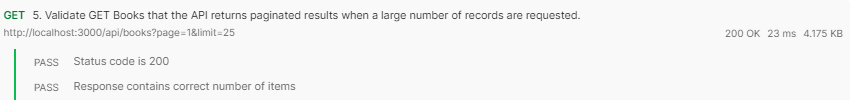 GET 5. Validate GET Books that the API returns paginated results when a large number of records are requested.
http://localhost:3000/api/books?page=1&limit=25 200 OK 23 ms 4.175 KB
PASS Status code is 200
PASS Response contains correct number of items